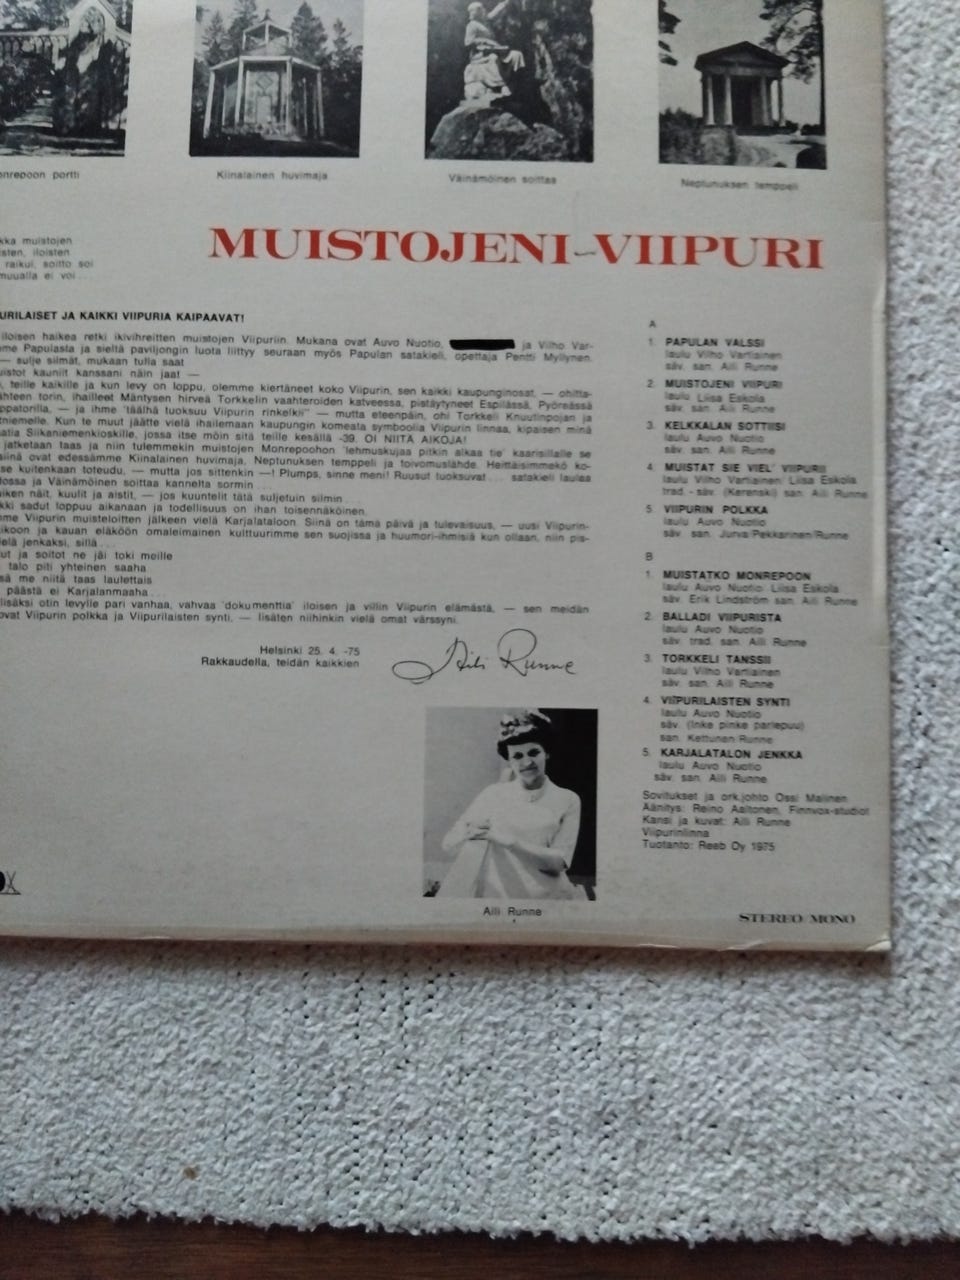 onrepoon portti
Kiinalainen huvimaja
Väinämöinen soittaa
Neptunuksen temppeli
kka muistojen
isten, iloisten
raikui, soitto soi
muualla ei voi...
MUISTOJENI-VIIPURI
URILAISET JA KAIKKI VIIPURIA KAIPAAVAT!
iloisen haikea retki ikivihreitten muistojen Viipuriin. Mukana ovat Auvo Nuotio, ja Vilho Var-
me Papulasta ja sieltä paviljongin luota liittyy seuraan myös Papulan satakieli, opettaja Pentti Myllynen.
— sulje silmät, mukaan tulla saat
uistot kauniit kanssani näin jaat —
, teille kaikille ja kun levy on loppu, olemme kiertäneet koko Viipurin, sen kaikki kaupunginosat, — ohitta-
ähteen torin, ihailleet Mäntysen hirveä Torkkelin vaahteroiden katveessa, pistäytyneet Espilässä, Pyöreässä
ppatorilla, — ja ihme 'täälhä tuoksuu Viipurin rinkelki' — mutta eteenpäin, ohi Torkkeli Knuutinpojan ja
niemelle. Kun te muut jäätte vielä ihailemaan kaupungin komeata symboolia Viipurin linnaa, kipaisen minä
atia Siikaniemenkioskille, jossa itse möin sitä teille kesällä -39. OI NIITÄ AIKOJA!
jatketaan taas ja niin tulemmekin muistojen Monrepoohon 'lehmuskujaa pitkin alkaa tie' kaarisillalle se
siinä ovat edessämme Kiinalainen huvimaja, Neptunuksen temppeli ja toivomuslähde. Heittäisimmekö ko-
se kuitenkaan toteudu, — mutta jos sittenkin —! Plumps, sinne meni! Ruusut tuoksuvat... satakieli laulaa
lossa ja Väinämöinen soittaa kannelta sormin...
iken näit, kuulit ja aistit, — jos kuuntelit tätä suljetuin silmin...
kki sadut loppuu aikanaan ja todellisuus on ihan toisennäköinen.
me Viipurin muisteloitten jälkeen vielä Karjalataloon. Siinä on tämä päivä ja tulevaisuus, — uusi Viipurin-
ikoon ja kauan eläköön omaleimainen kulttuurimme sen suojissa ja huumori-ihmisiä kun ollaan, niin pis-
elä jenkaksi, sillä...
ut ja soitot ne jäi toki meille
talo piti yhteinen saaha
sä me niitä taas laulettais
päästä ei Karjalanmaaha...
lisäksi otin levylle pari vanhaa, vahvaa 'dokumenttia' iloisen ja villin Viipurin elämästä, — sen meidän
ovat Viipurin polkka ja Viipurilaisten synti, — lisäten niihinkin vielä omat värssyni.
Helsinki 25. 4. -75
Rakkaudella, teidän kaikkien
Aili Runne
Aili Runne
A
1. PAPULAN VALSSI
laulu Vilho Vartiainen
säv. san. Aili Runne
2. MUISTOJENI VIIPURI
laulu Liisa Eskola
säv. san. Aili Runne
3. KELKKALAN SOTTIISI
laulu Auvo Nuotio
säv. san. Aili Runne
4. MUISTAT SIE VIEL' VIIPURII
laulu Vilho Vartiainen Liisa Eskola
trad - säv. (Kerenski) san. Aili Runne
5. VIIPURIN POLKKA
laulu Auvo Nuotio
säv. san. Jurva/Pekkarinen/Runne
B
1. MUISTATKO MONREPOON
laulu Auvo Nuotio Liisa Eskola
säv. Erik Lindström san. Aili Runne
2. BALLADI VIIPURISTA
laulu Auvo Nuotio
säv. trad. san. Aili Runne
3. TORKKELI TANSSII
laulu Vilho Vartiainen
säv. san. Aili Runne
4. VIIPURILAISTEN SYNTI
laulu Auvo Nuotio
säv. (Inke pinke parlepuu)
san. Kettunen Runne
5. KARJALATALON JENKKA
laulu Auvo Nuotio
säv. san. Aili Runne
Sovitukset ja ork.johto Ossi Malinen
Äänitys: Reino Aaltonen, Finnvox-studiot
Kansi ja kuvat: Aili Runne
Viipurinlinna
Tuotanto: Reeb Oy 1975
STEREO/MONO